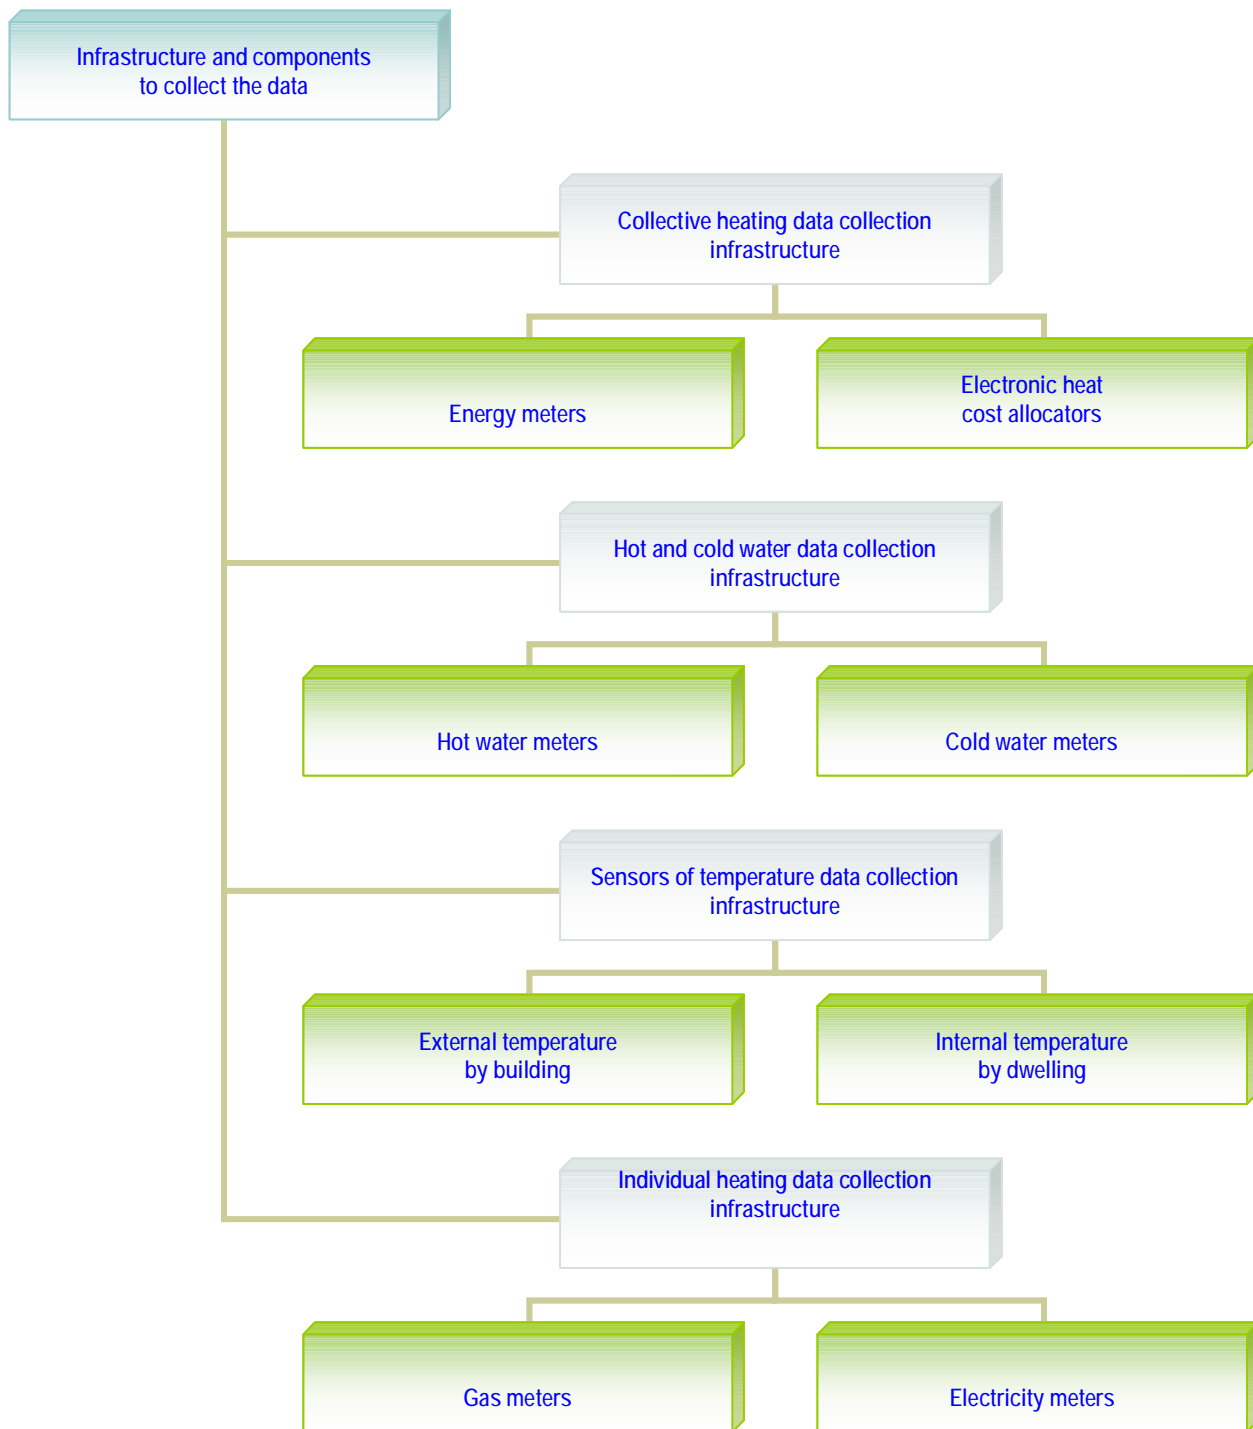 Infrastructure and components
to collect the data
Collective heating data collection
infrastructure
Energy meters
Electronic heat
cost allocators
Hot and cold water data collection
infrastructure
Hot water meters
Cold water meters
Sensors of temperature data collection
infrastructure
External temperature
by building
Internal temperature
by dwelling
Individual heating data collection
infrastructure
Gas meters
Electricity meters